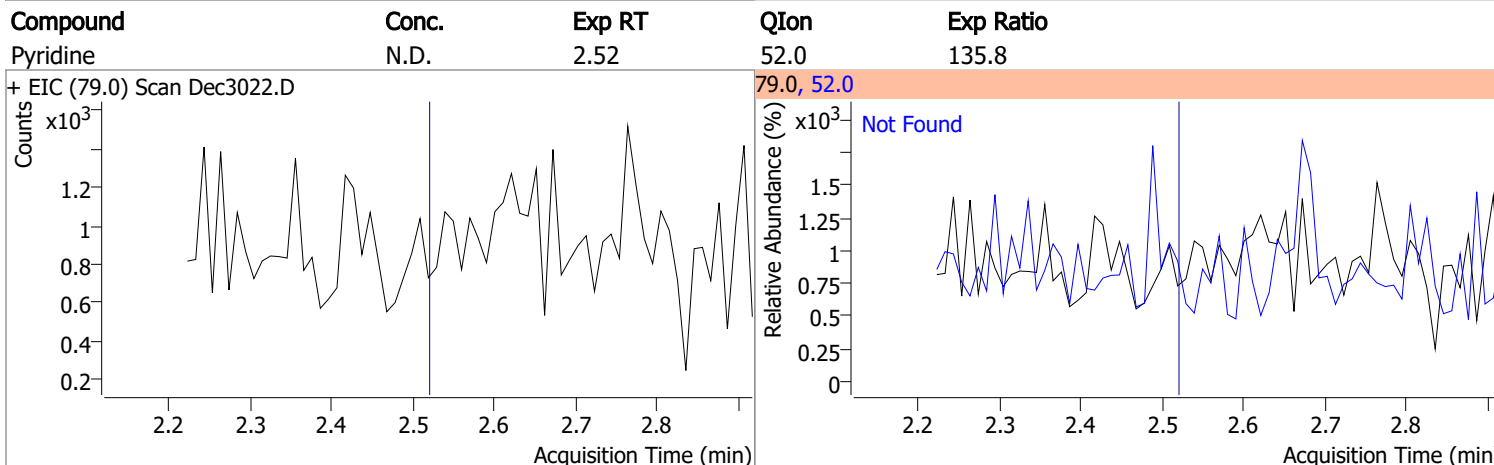 Compound Conc. Exp RT QIon Exp Ratio
Pyridine N.D. 2.52 52.0 135.8
+ EIC (79.0) Scan Dec3022.D
Counts
x10³
1.2
1
0.8
0.6
0.4
0.2
2.2 2.3 2.4 2.5 2.6 2.7 2.8
Acquisition Time (min)
79.0, 52.0
Relative Abundance (%)
x10³
Not Found
1.5
1.25
1
0.75
0.5
0.25
0
2.2 2.3 2.4 2.5 2.6 2.7 2.8
Acquisition Time (min